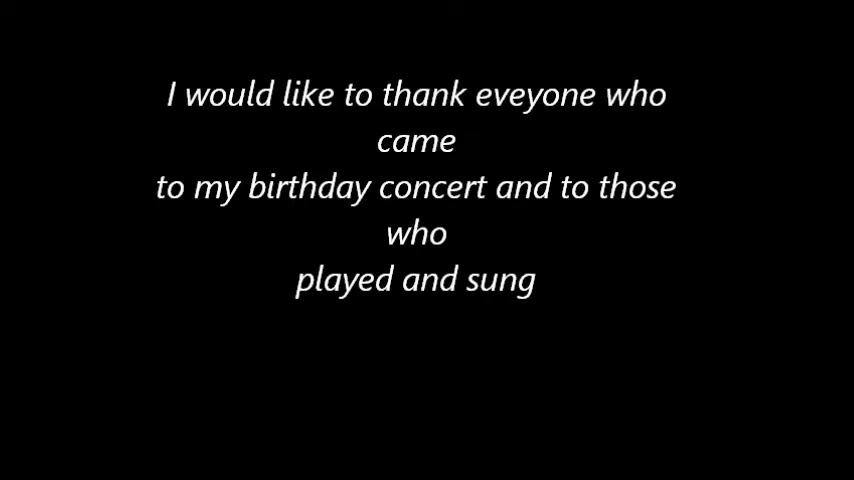 I would like to thank eveyone who
came
to my birthday concert and to those
who
played and sung